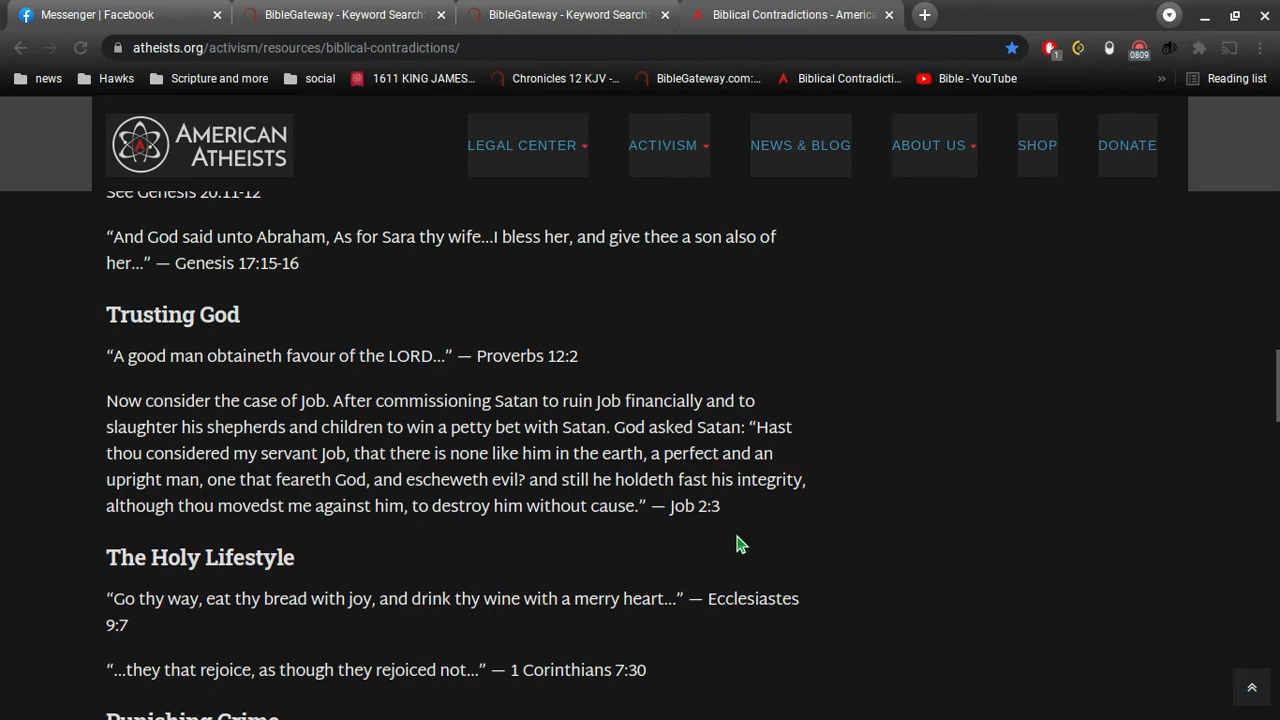 Messenger | Facebook
BibleGateway - Keyword Search:
BibleGateway - Keyword Search:
Biblical Contradictions - America
atheists.org/activism/resources/biblical-contradictions/
1
0809
news
Hawks
Scripture and more
social
1611 KING JAMES...
Chronicles 12 KJV -...
BibleGateway.com:...
Biblical Contradicti...
Bible - YouTube
»
Reading list
AMERICAN
ATHEISTS
LEGAL CENTER
ACTIVISM
NEWS & BLOG
ABOUT US
SHOP
DONATE
See Genesis 20:11-12
“And God said unto Abraham, As for Sara thy wife…I bless her, and give thee a son also of
her…” — Genesis 17:15-16
Trusting God
“A good man obtaineth favour of the LORD…” — Proverbs 12:2
Now consider the case of Job. After commissioning Satan to ruin Job financially and to
slaughter his shepherds and children to win a petty bet with Satan. God asked Satan: “Hast
thou considered my servant Job, that there is none like him in the earth, a perfect and an
upright man, one that feareth God, and escheweth evil? and still he holdeth fast his integrity,
although thou movedst me against him, to destroy him without cause.” — Job 2:3
The Holy Lifestyle
“Go thy way, eat thy bread with joy, and drink thy wine with a merry heart…” — Ecclesiastes
9:7
“…they that rejoice, as though they rejoiced not…” — 1 Corinthians 7:30
Punishing Crime